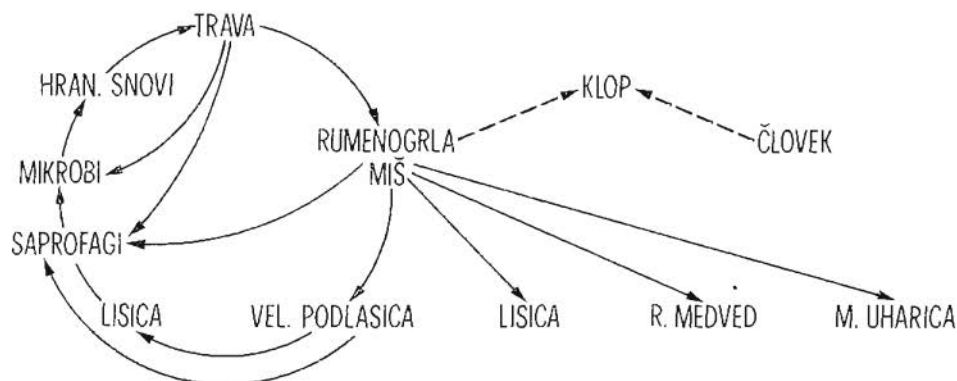 TRAVA
HRAN. SNOVI
KLOP
RUMENOGRLA
MIŠ
ČLOVEK
MIKROBI
SAPROFAGI
LISICA
VEL. PODLASICA
LISICA
R. MEDVED
M. UHARICA